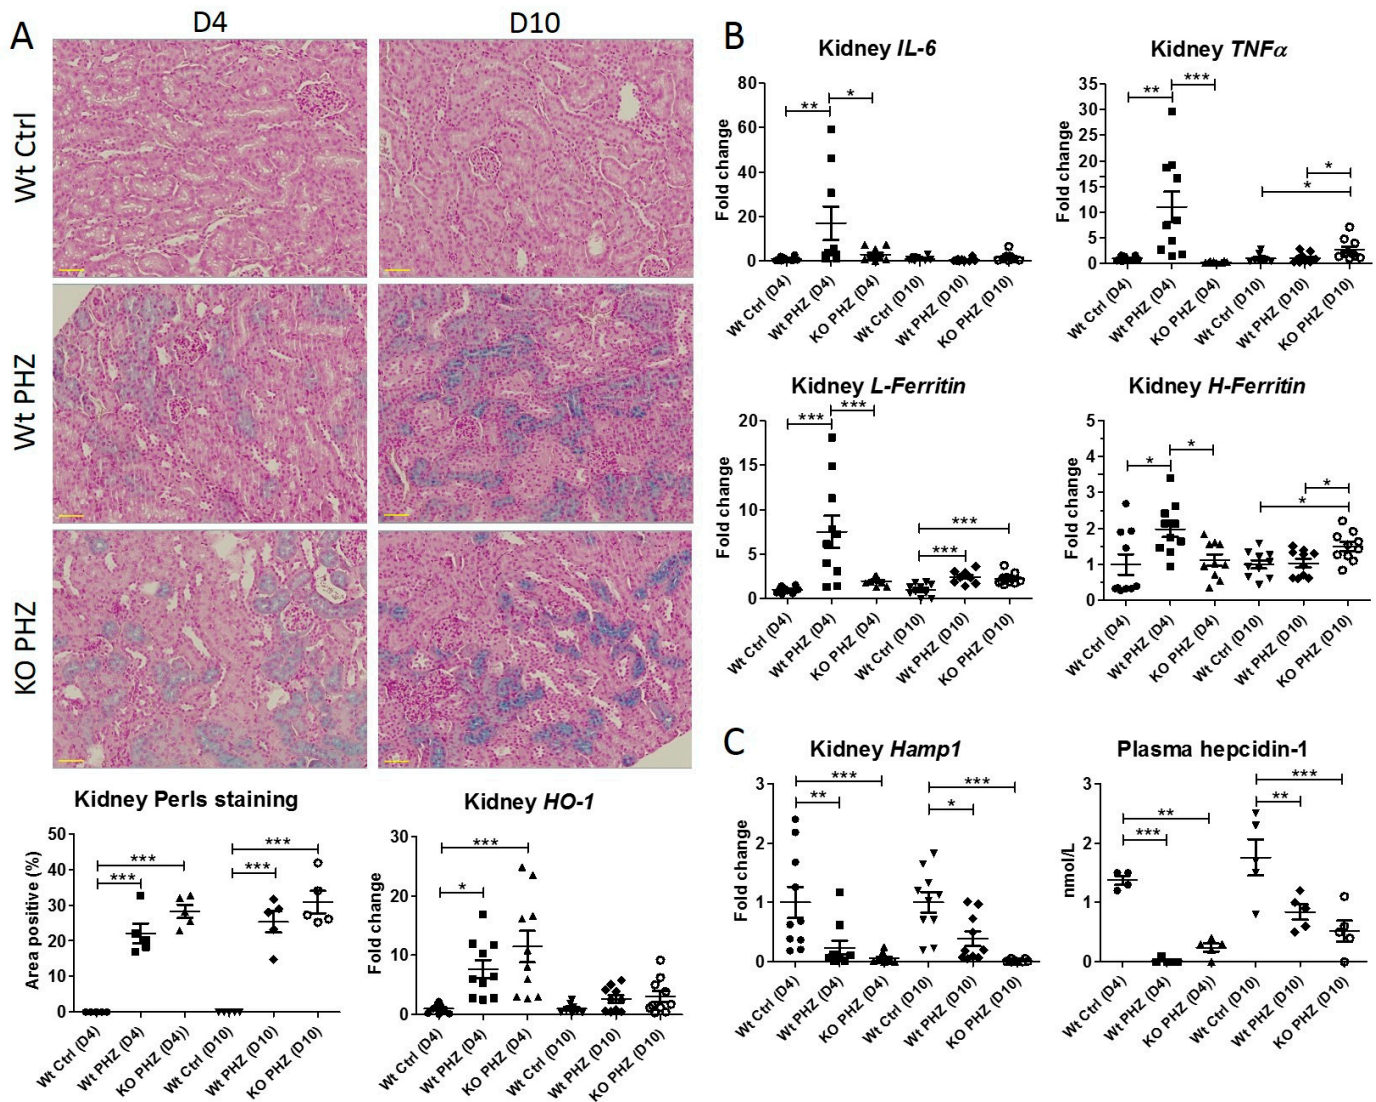 A
D4
D10
Wt Ctrl
Wt PHZ
KO PHZ
Kidney Perls staining
Area positive (%)
50
40
30
20
10
0
***
***
***
***
Wt Ctrl (D4)
Wt PHZ (D4)
KO PHZ (D4))
Wt Ctrl (D10)
Wt PHZ (D10)
KO PHZ (D10)
Kidney HO-1
Fold change
30
20
10
0
***
*
Wt Ctrl (D4)
Wt PHZ (D4)
KO PHZ (D4)
Wt Ctrl (D10)
Wt PHZ (D10)
KO PHZ (D10)
B
Kidney IL-6
Fold change
80
60
40
20
0
**
*
Wt Ctrl (D4)
Wt PHZ (D4)
KO PHZ (D4)
Wt Ctrl (D10)
Wt PHZ (D10)
KO PHZ (D10)
Kidney TNFα
Fold change
35
30
25
20
15
10
5
0
**
***
*
*
Wt Ctrl (D4)
Wt PHZ (D4)
KO PHZ (D4)
Wt Ctrl (D10)
Wt PHZ (D10)
KO PHZ (D10)
Kidney L-Ferritin
Fold change
20
15
10
5
0
***
***
***
***
Wt Ctrl (D4)
Wt PHZ (D4)
KO PHZ (D4)
Wt Ctrl (D10)
Wt PHZ (D10)
KO PHZ (D10)
Kidney H-Ferritin
Fold change
5
4
3
2
1
0
*
*
*
*
Wt Ctrl (D4)
Wt PHZ (D4)
KO PHZ (D4)
Wt Ctrl (D10)
Wt PHZ (D10)
KO PHZ (D10)
C
Kidney Hamp1
Fold change
3
2
1
0
***
**
***
*
Wt Ctrl (D4)
Wt PHZ (D4)
KO PHZ (D4)
Wt Ctrl (D10)
Wt PHZ (D10)
KO PHZ (D10)
Plasma hepcidin-1
nmol/L
3
2
1
0
**
***
***
**
Wt Ctrl (D4)
Wt PHZ (D4)
KO PHZ (D4)
Wt Ctrl (D10)
Wt PHZ (D10)
KO PHZ (D10)